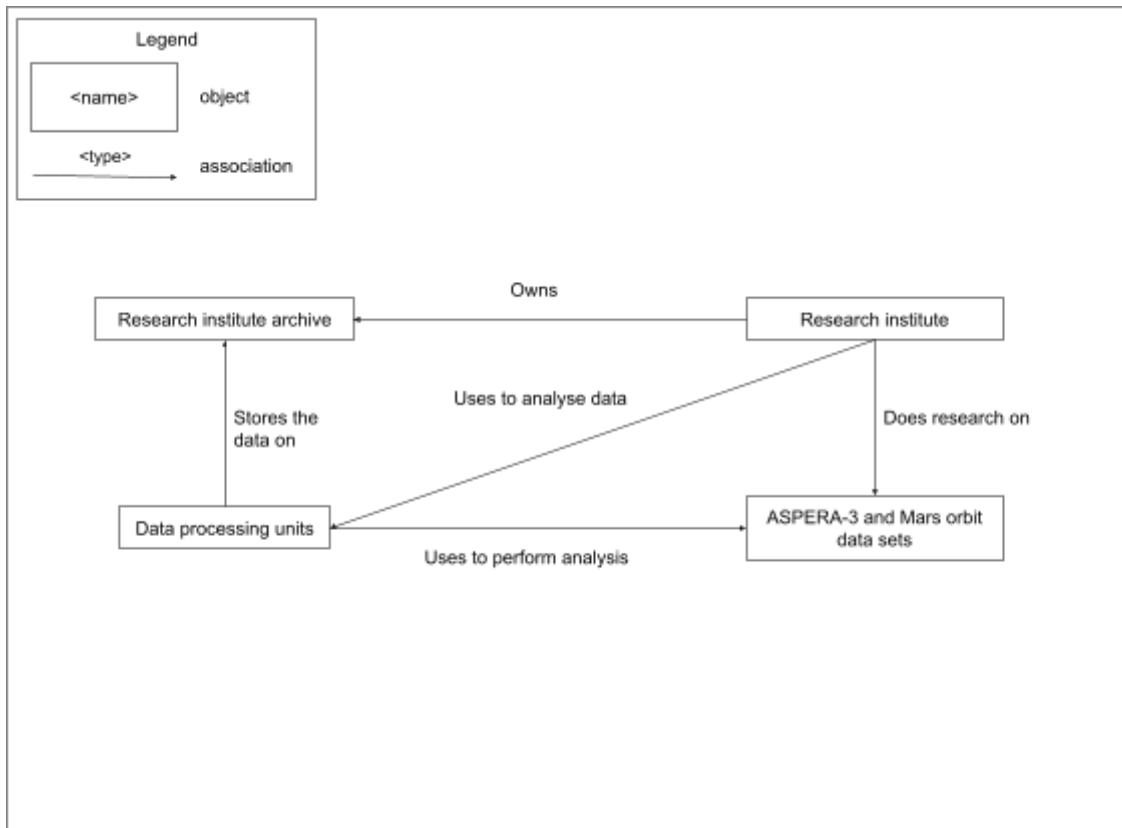 Legend
<name>
object
<type>
association
Owns
Research institute archive
Research institute
Uses to analyse data
Stores the
data on
Does research on
Data processing units
ASPERA-3 and Mars orbit
data sets
Uses to perform analysis